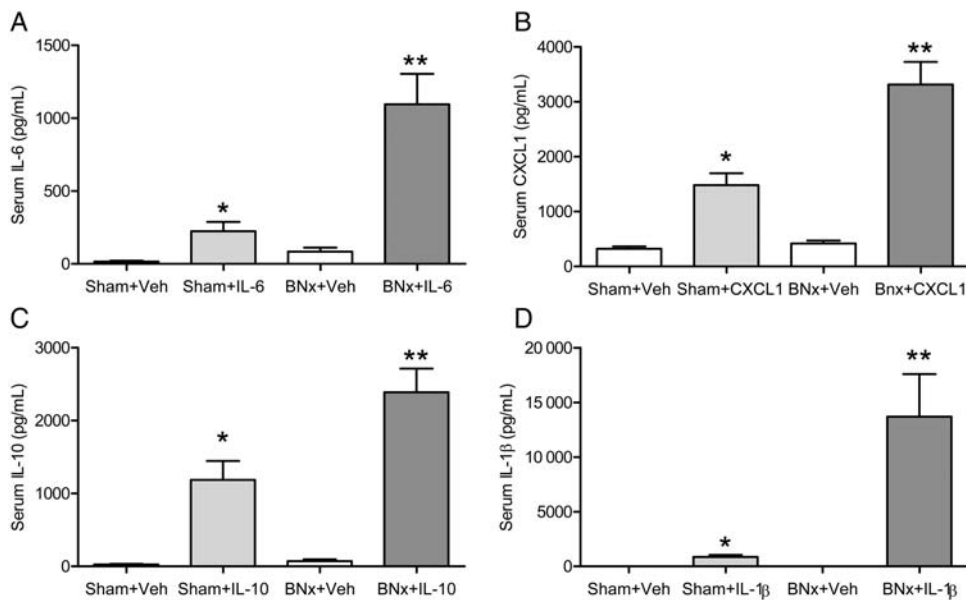 A
Serum IL-6 (pg/mL)
1500
1000
500
0
*
**
Sham+Veh Sham+IL-6 BNx+Veh BNx+IL-6
B
Serum CXCL1 (pg/mL)
4000
3000
2000
1000
0
*
**
Sham+Veh Sham+CXCL1 BNx+Veh Bnx+CXCL1
C
Serum IL-10 (pg/mL)
3000
2000
1000
0
*
**
Sham+Veh Sham+IL-10 BNx+Veh BNx+IL-10
D
Serum IL-1β (pg/mL)
20 000
15 000
10 000
5000
0
*
**
Sham+Veh Sham+IL-1β BNx+Veh BNx+IL-1β